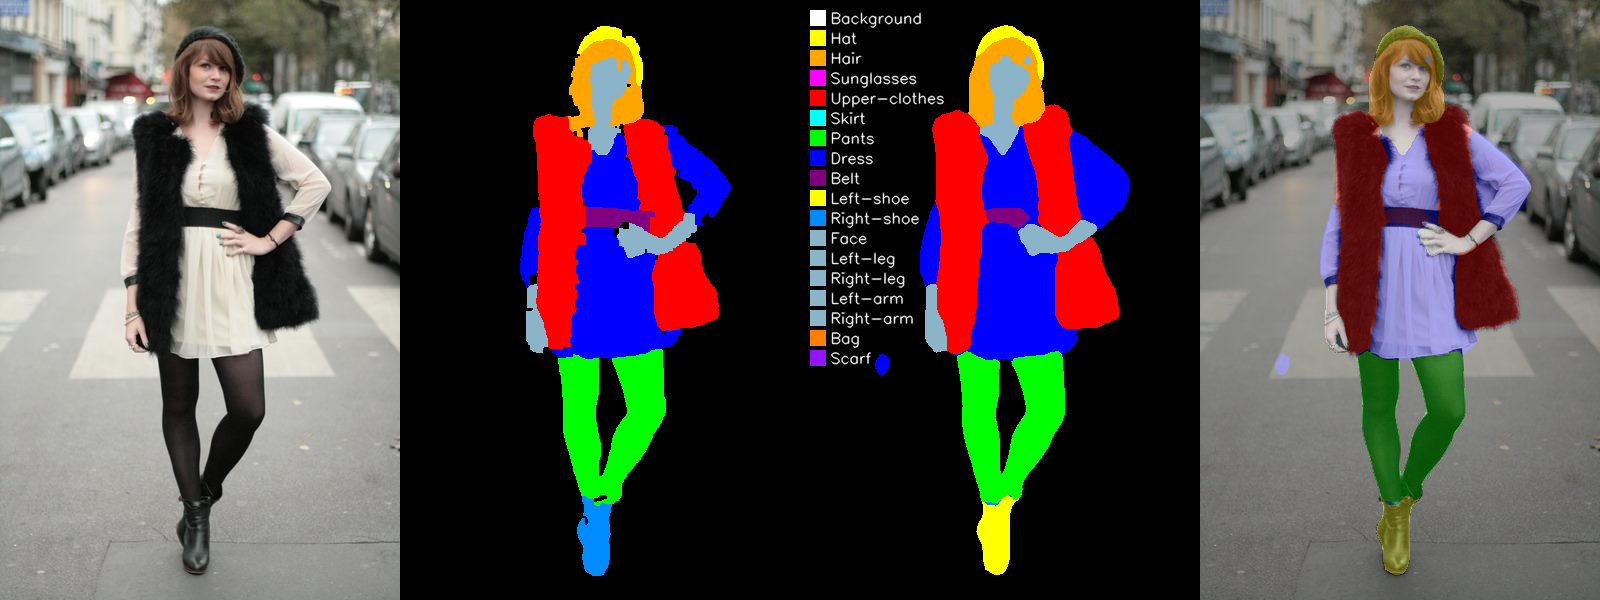 Background
Hat
Hair
Sunglasses
Upper-clothes
Skirt
Pants
Dress
Belt
Left-shoe
Right-shoe
Face
Left-leg
Right-leg
Left-arm
Right-arm
Bag
Scarf